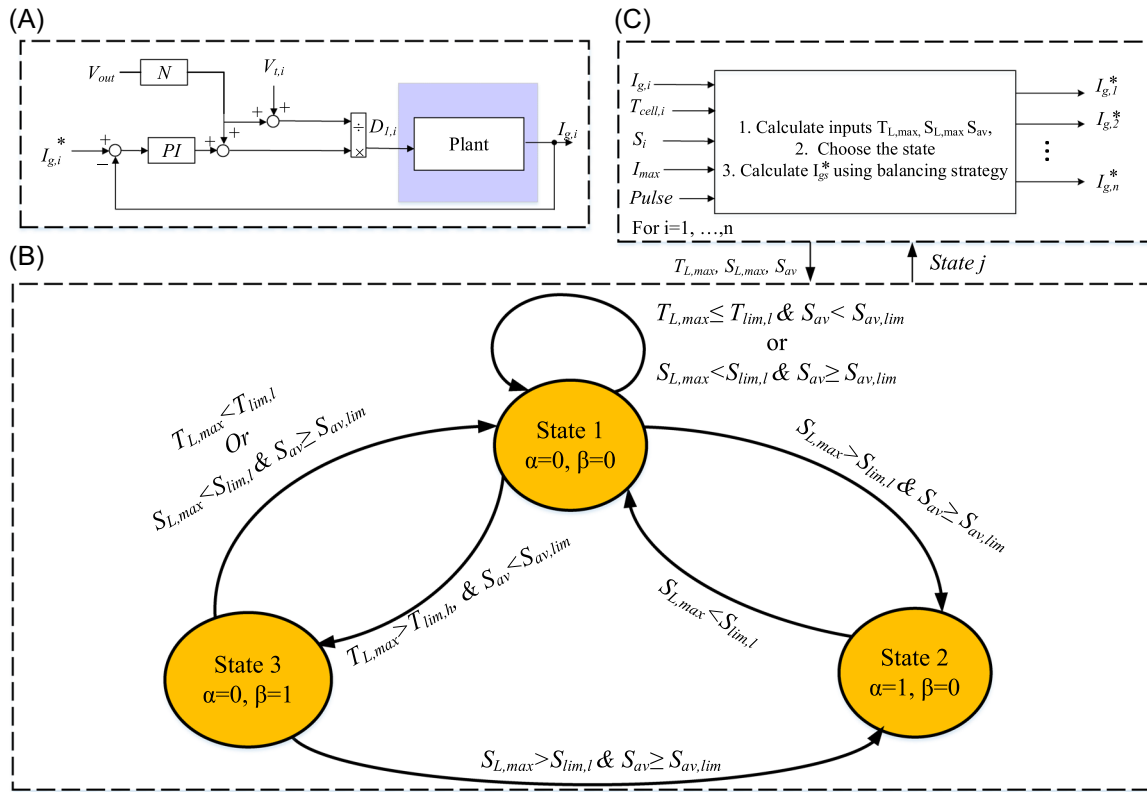 (A)
V_out
N
V_t,i
+
+
+
+
I_g,i*
+
−
PI
÷
×
D_1,i
Plant
I_g,i
(C)
I_g,i
T_cell,i
S_i
I_max
Pulse
1. Calculate inputs T_L,max, S_L,max S_av,
2. Choose the state
3. Calculate I_gs* using balancing strategy
I_g,1*
I_g,2*
⋮
I_g,n*
For i=1, …,n
(B)
T_L,max, S_L,max, S_av
State j
T_L,max ≤ T_lim,l & S_av < S_av,lim
or
S_L,max < S_lim,l & S_av ≥ S_av,lim
T_L,max < T_lim,l
Or
S_L,max < S_lim,l & S_av ≥ S_av,lim
State 1
α=0, β=0
S_L,max > S_lim,l & S_av ≥ S_av,lim
T_L,max > T_lim,h, & S_av < S_av,lim
S_L,max < S_lim,l
State 3
α=0, β=1
State 2
α=1, β=0
S_L,max > S_lim,l & S_av ≥ S_av,lim